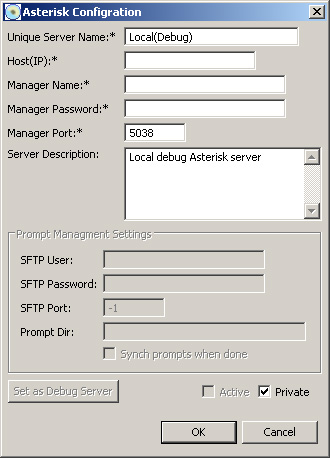 Asterisk Configration
Unique Server Name:* Local(Debug)
Host(IP):*
Manager Name:*
Manager Password:*
Manager Port:* 5038
Server Description: Local debug Asterisk server
Prompt Managment Settings
SFTP User:
SFTP Password:
SFTP Port: -1
Prompt Dir:
Synch prompts when done
Set as Debug Server Active Private
OK Cancel